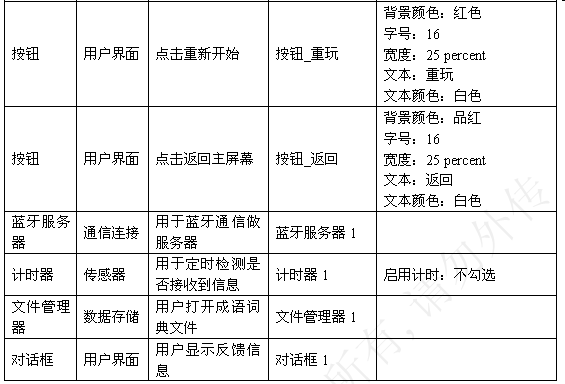 按钮
用户界面
点击重新开始
按钮_重玩
背景颜色：红色
字号：16
宽度：25 percent
文本：重玩
文本颜色：白色
按钮
用户界面
点击返回主屏幕
按钮_返回
背景颜色：品红
字号：16
宽度：25 percent
文本：返回
文本颜色：白色
蓝牙服务
器
通信连接
用于蓝牙通信做
服务器
蓝牙服务器 1
计时器
传感器
用于定时检测是
否接收到信息
计时器 1
启用计时：不勾选
文件管理
器
数据存储
用户打开成语词
典文件
文件管理器 1
对话框
用户界面
用户显示反馈信
息
对话框 1
所有，请勿外传